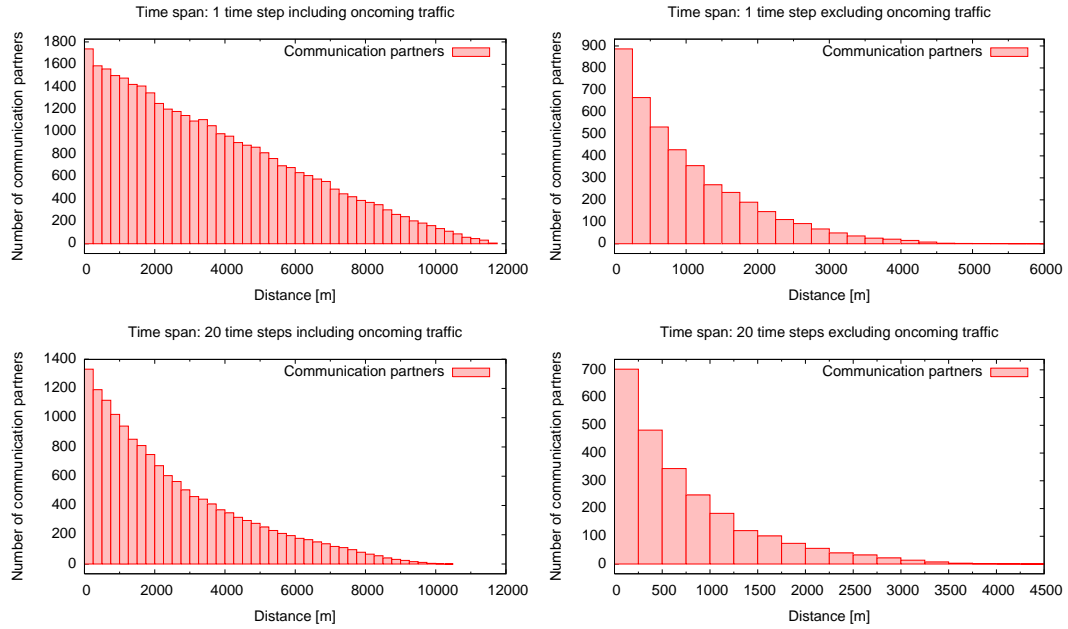 Time span: 1 time step including oncoming traffic
Number of communication partners
1800
1600
1400
1200
1000
800
600
400
200
0
Communication partners
0 2000 4000 6000 8000 10000 12000
Distance [m]
Time span: 1 time step excluding oncoming traffic
Number of communication partners
900
800
700
600
500
400
300
200
100
0
Communication partners
0 1000 2000 3000 4000 5000 6000
Distance [m]
Time span: 20 time steps including oncoming traffic
Number of communication partners
1400
1200
1000
800
600
400
200
0
Communication partners
0 2000 4000 6000 8000 10000 12000
Distance [m]
Time span: 20 time steps excluding oncoming traffic
Number of communication partners
700
600
500
400
300
200
100
0
Communication partners
0 500 1000 1500 2000 2500 3000 3500 4000 4500
Distance [m]